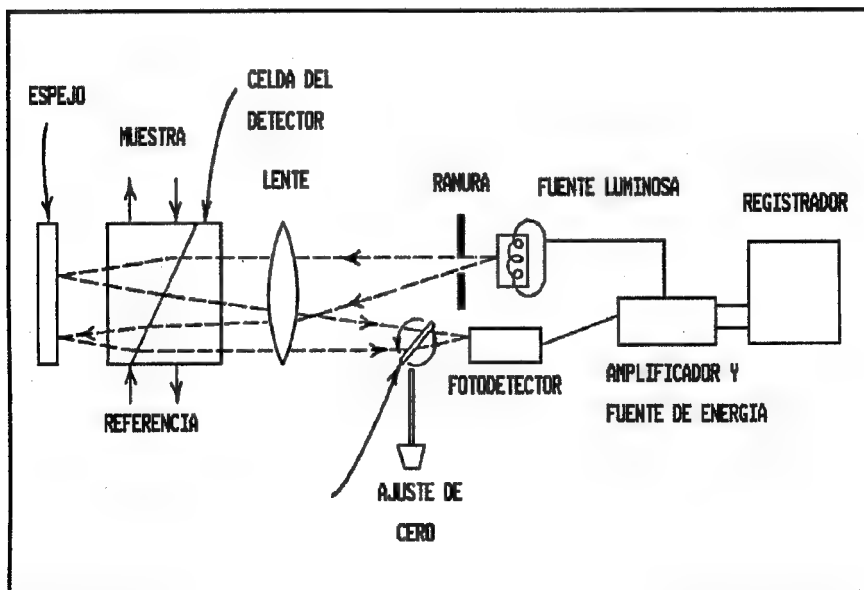 ESPEJO
MUESTRA
CELDA DEL
DETECTOR
LENTE
RANURA
FUENTE LUMINOSA
REGISTRADOR
REFERENCIA
FOTODETECTOR
AMPLIFICADOR Y
FUENTE DE ENERGIA
AJUSTE DE
CERO